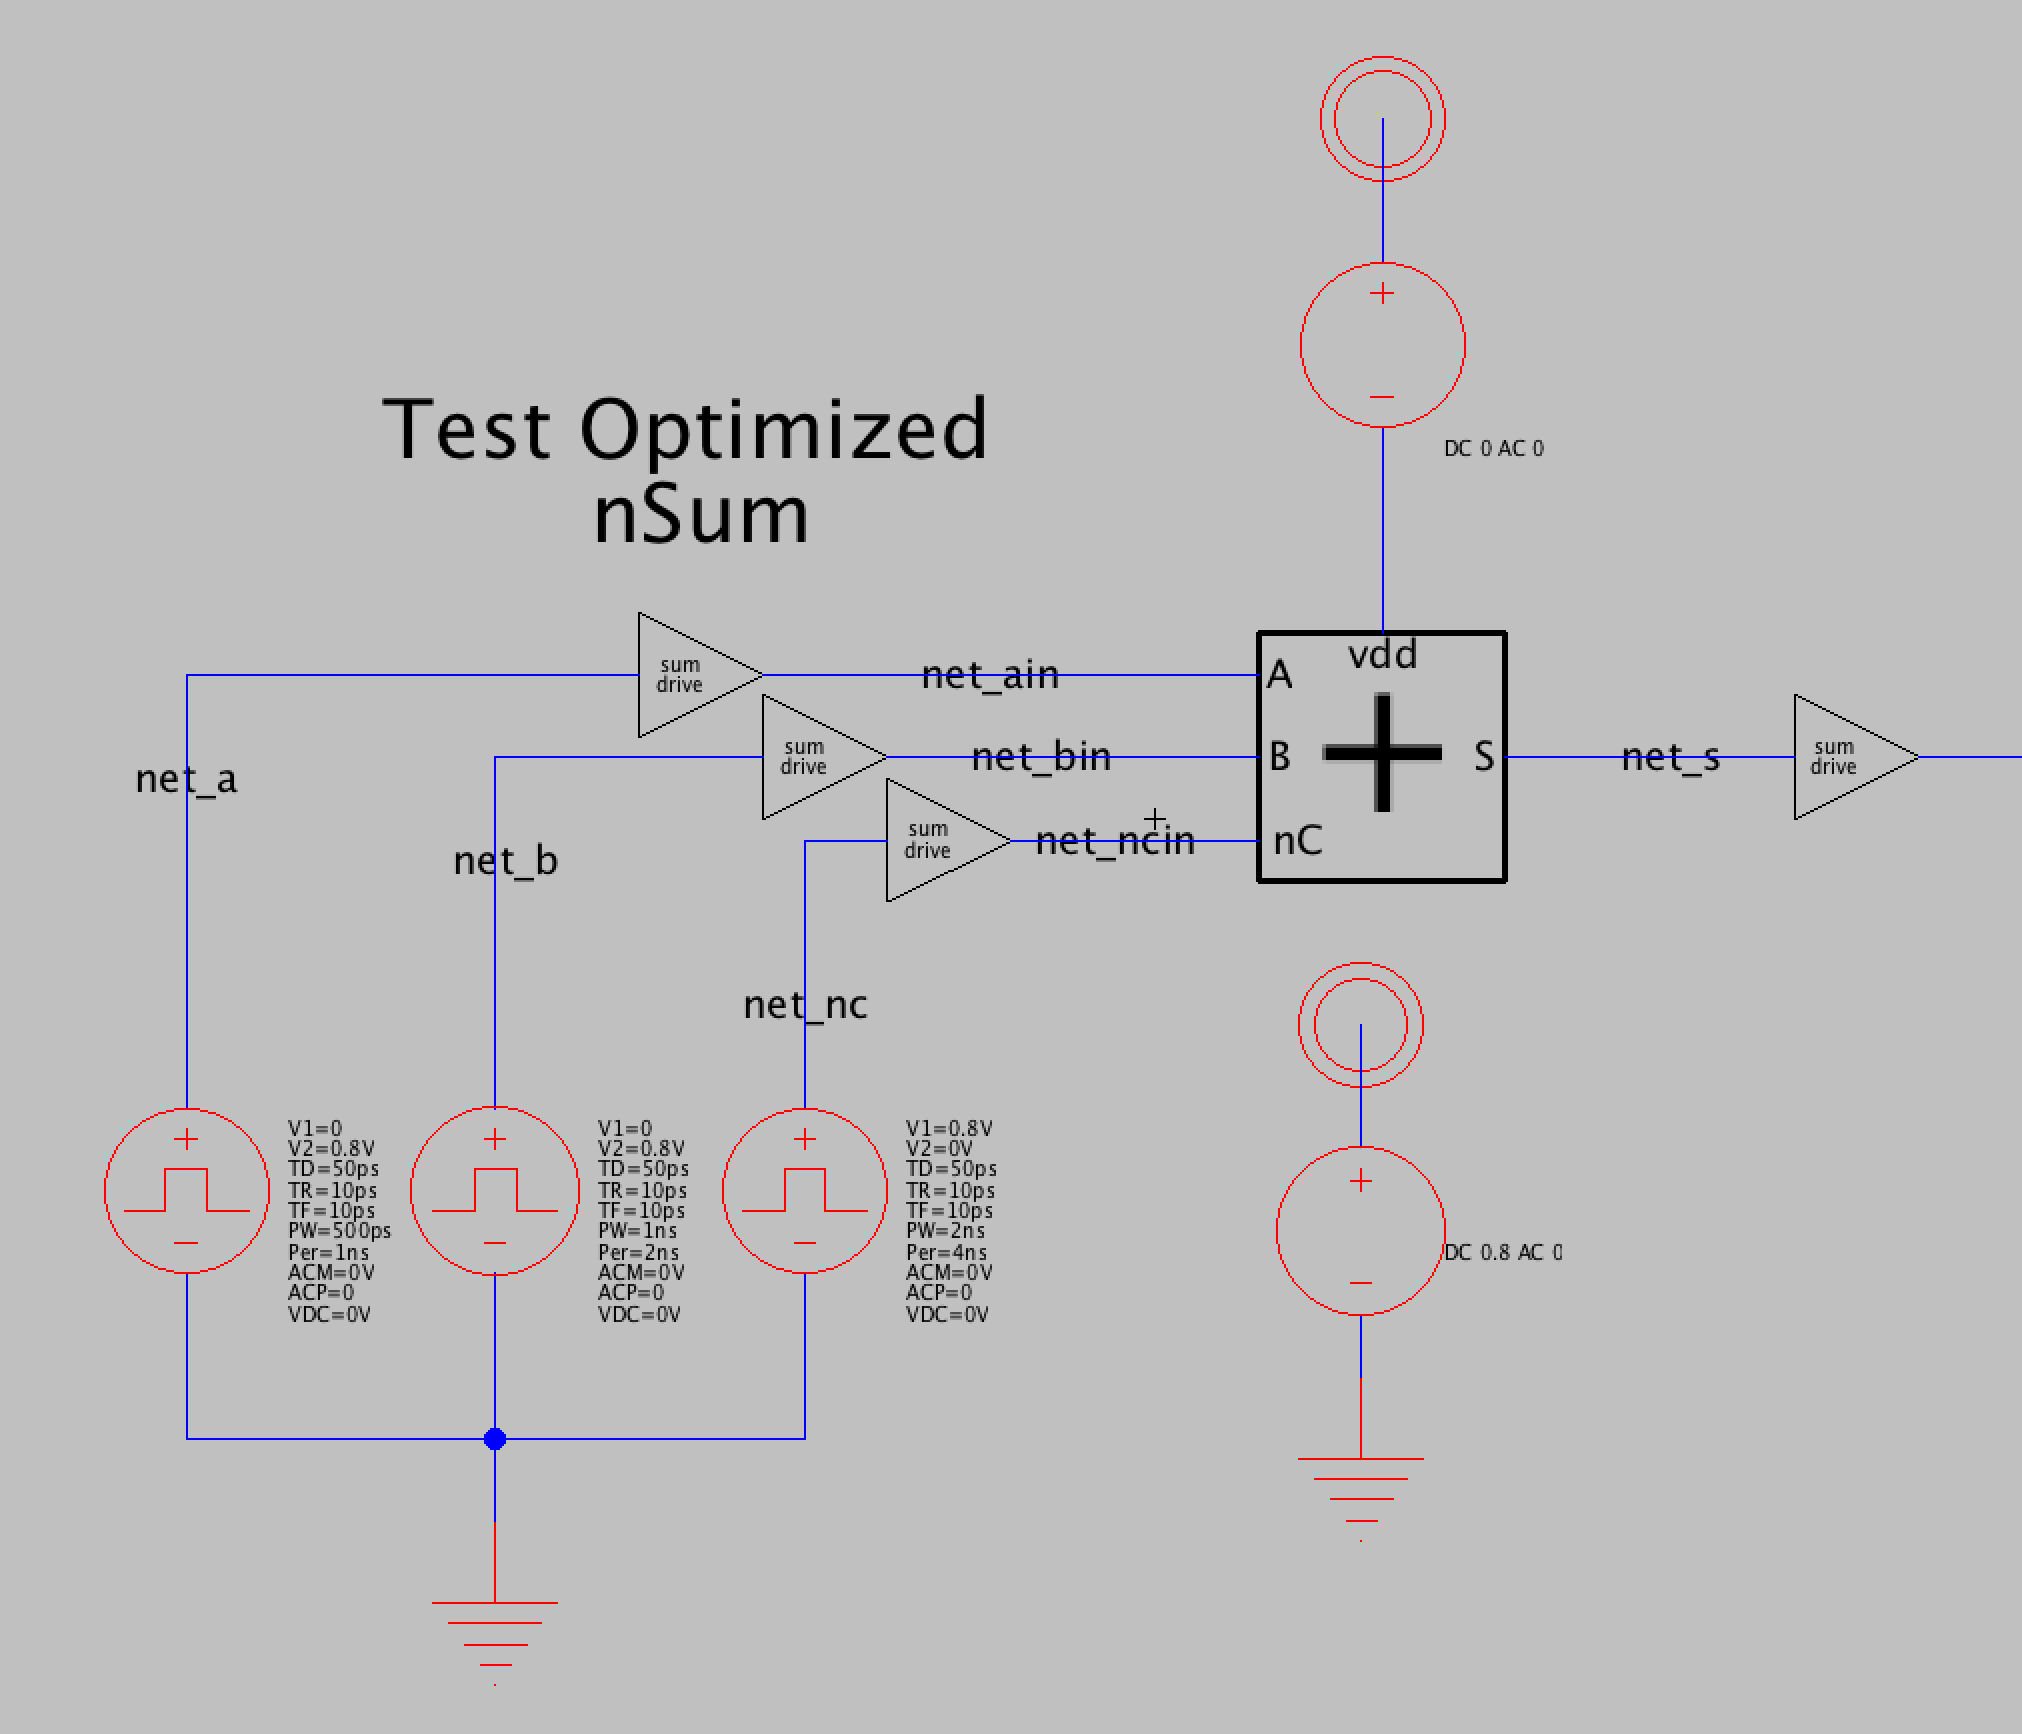 DC 0 AC 0
Test Optimized
nSum
vdd
sum
drive
net_ain
A
sum
drive
net_bin
B
S
net_s
sum
drive
net_a
sum
drive
net_ncin
nC
net_b
net_nc
V1=0
V2=0.8V
TD=50ps
TR=10ps
TF=10ps
PW=500ps
Per=1ns
ACM=0V
ACP=0
VDC=0V
V1=0
V2=0.8V
TD=50ps
TR=10ps
TF=10ps
PW=1ns
Per=2ns
ACM=0V
ACP=0
VDC=0V
V1=0.8V
V2=0V
TD=50ps
TR=10ps
TF=10ps
PW=2ns
Per=4ns
ACM=0V
ACP=0
VDC=0V
DC 0.8 AC 0